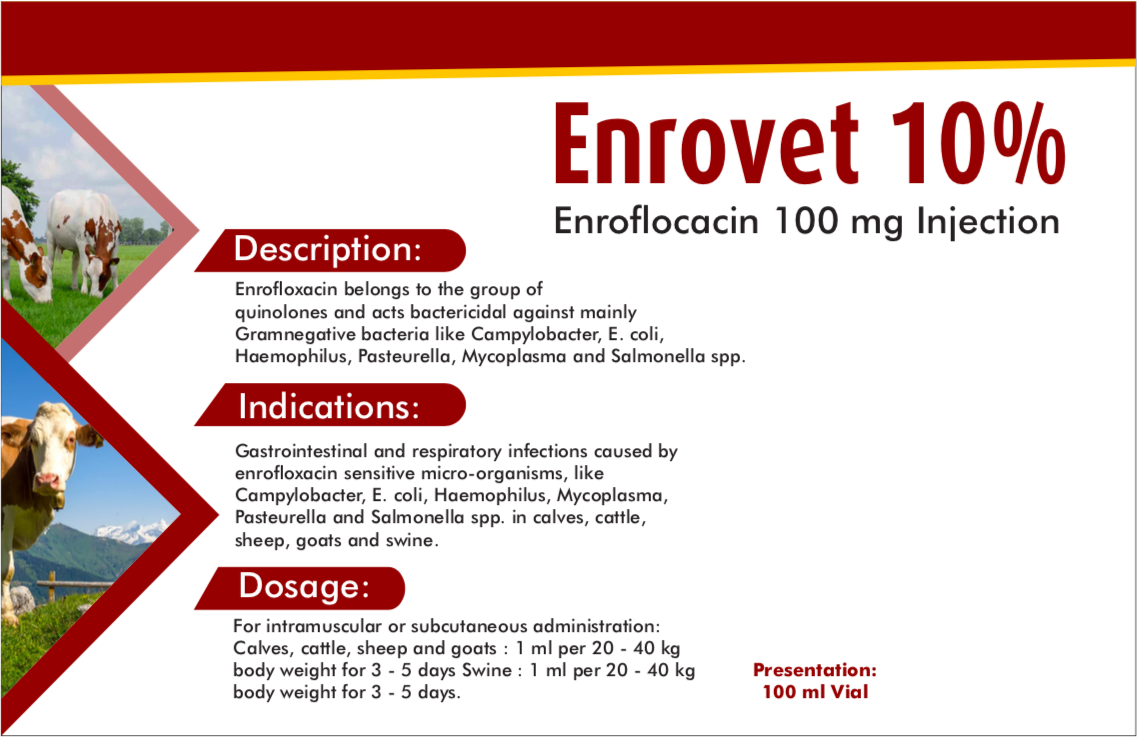 Enrovet 10%
Enroflocacin 100 mg Injection
Description:
Enrofloxacin belongs to the group of
quinolones and acts bactericidal against mainly
Gramnegative bacteria like Campylobacter, E. coli,
Haemophilus, Pasteurella, Mycoplasma and Salmonella spp.
Indications:
Gastrointestinal and respiratory infections caused by
enrofloxacin sensitive micro-organisms, like
Campylobacter, E. coli, Haemophilus, Mycoplasma,
Pasteurella and Salmonella spp. in calves, cattle,
sheep, goats and swine.
Dosage:
For intramuscular or subcutaneous administration:
Calves, cattle, sheep and goats : 1 ml per 20 - 40 kg
body weight for 3 - 5 days Swine : 1 ml per 20 - 40 kg
body weight for 3 - 5 days.
Presentation:
100 ml Vial